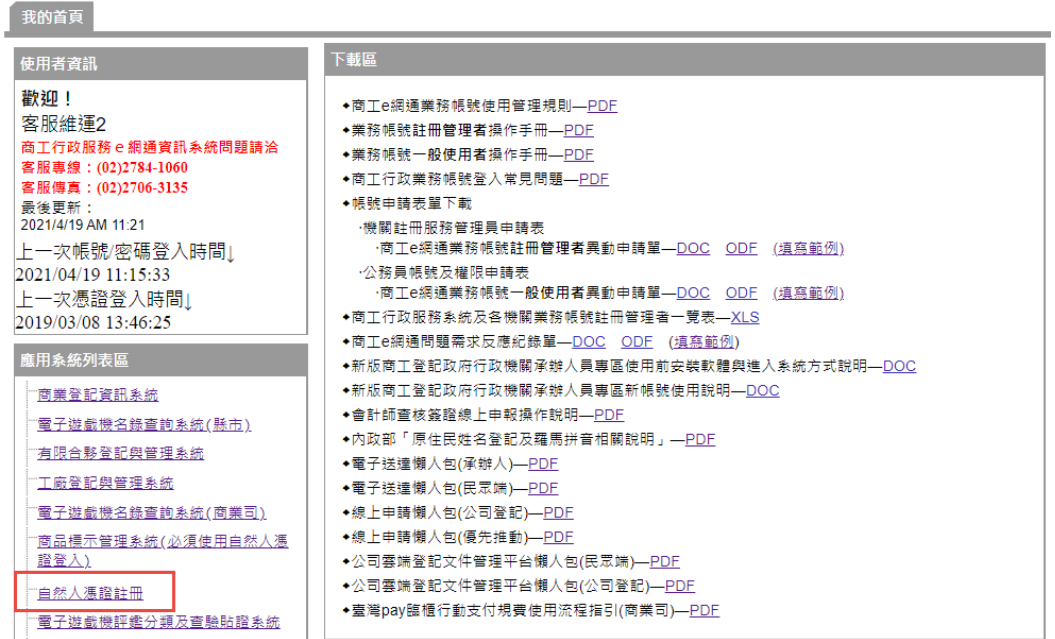 我的首頁
使用者資訊
歡迎！
客服維運2
商工行政服務 e 網通資訊系統問題請洽
客服專線：(02)2784-1060
客服傳真：(02)2706-3135
最後更新：
2021/4/19 AM 11:21
上一次帳號/密碼登入時間↓
2021/04/19 11:15:33
上一次憑證登入時間↓
2019/03/08 13:46:25
應用系統列表區
商業登記資訊系統
電子遊戲機名錄查詢系統(縣市)
有限合夥登記與管理系統
工廠登記與管理系統
電子遊戲機名錄查詢系統(商業司)
商品標示管理系統(必須使用自然人憑
證登入)
自然人憑證註冊
電子遊戲機評鑑分類及查驗貼證系統
下載區
◆商工e網通業務帳號使用管理規則—PDF
◆業務帳號註冊管理者操作手冊—PDF
◆業務帳號一般使用者操作手冊—PDF
◆商工行政業務帳號登入常見問題—PDF
◆帳號申請表單下載
‧機關註冊服務管理員申請表
‧商工e網通業務帳號註冊管理者異動申請單—DOC ODF (填寫範例)
‧公務員帳號及權限申請表
‧商工e網通業務帳號一般使用者異動申請單—DOC ODF (填寫範例)
◆商工行政服務系統及各機關業務帳號註冊管理者一覽表—XLS
◆商工e網通問題需求反應紀錄單—DOC ODF (填寫範例)
◆新版商工登記政府行政機關承辦人員專區使用前安裝軟體與進入系統方式說明—DOC
◆新版商工登記政府行政機關承辦人員專區新帳號使用說明—DOC
◆會計師查核簽證線上申報操作說明—PDF
◆內政部「原住民姓名登記及羅馬拼音相關說明」—PDF
◆電子送達懶人包(承辦人)—PDF
◆電子送達懶人包(民眾端)—PDF
◆線上申請懶人包(公司登記)—PDF
◆線上申請懶人包(優先推動)—PDF
◆公司雲端登記文件管理平台懶人包(民眾端)—PDF
◆公司雲端登記文件管理平台懶人包(公司登記)—PDF
◆臺灣pay臨櫃行動支付規費使用流程指引(商業司)—PDF